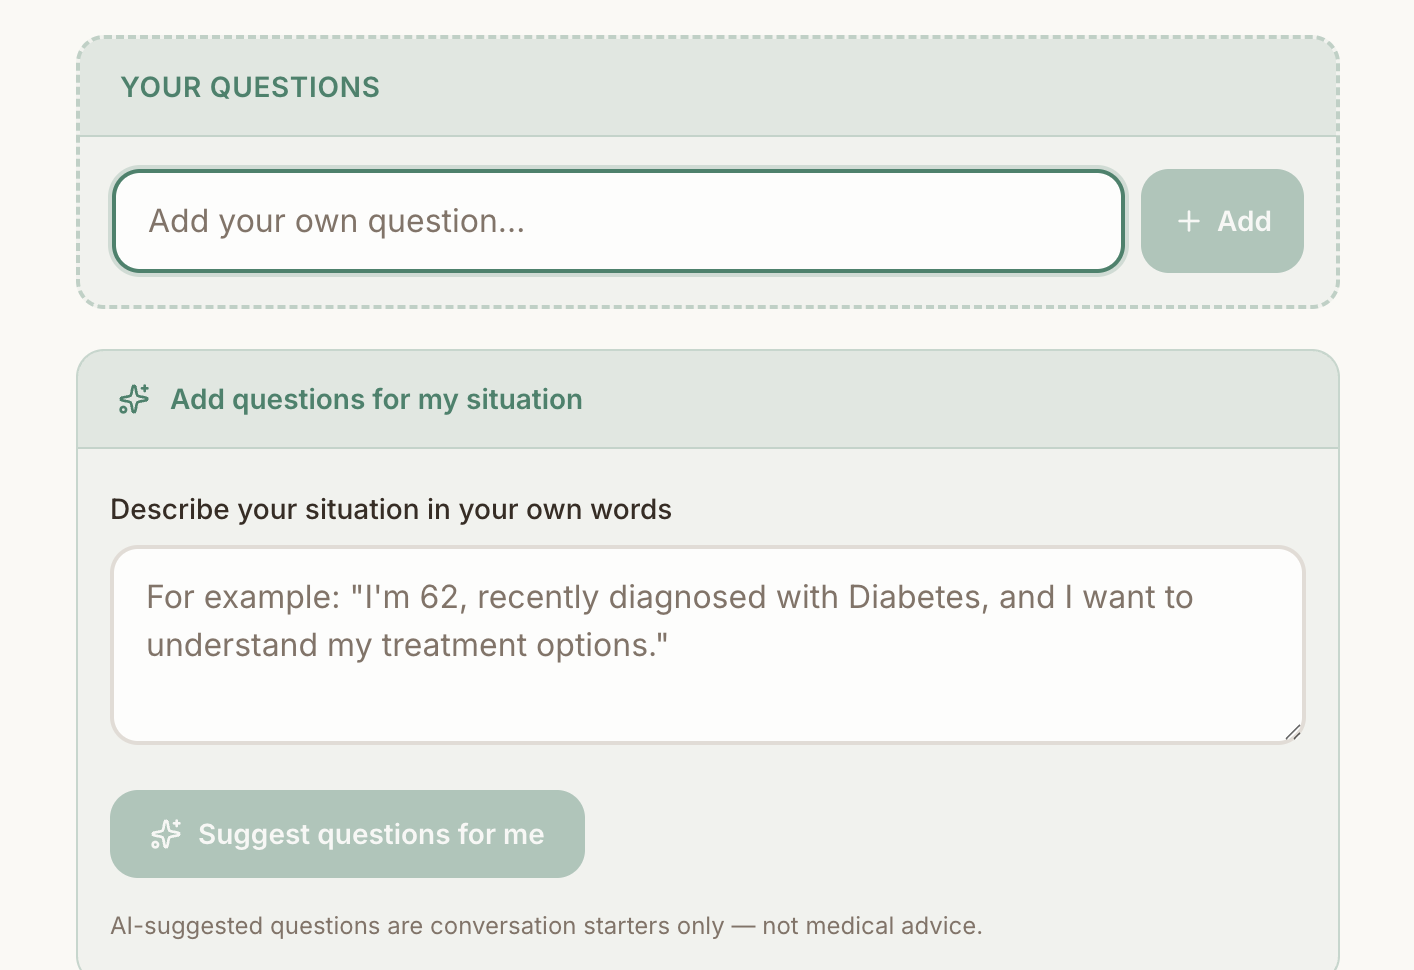 YOUR QUESTIONS
Add your own question...
+ Add
Add questions for my situation
Describe your situation in your own words
For example: "I'm 62, recently diagnosed with Diabetes, and I want to
understand my treatment options."
Suggest questions for me
AI-suggested questions are conversation starters only — not medical advice.